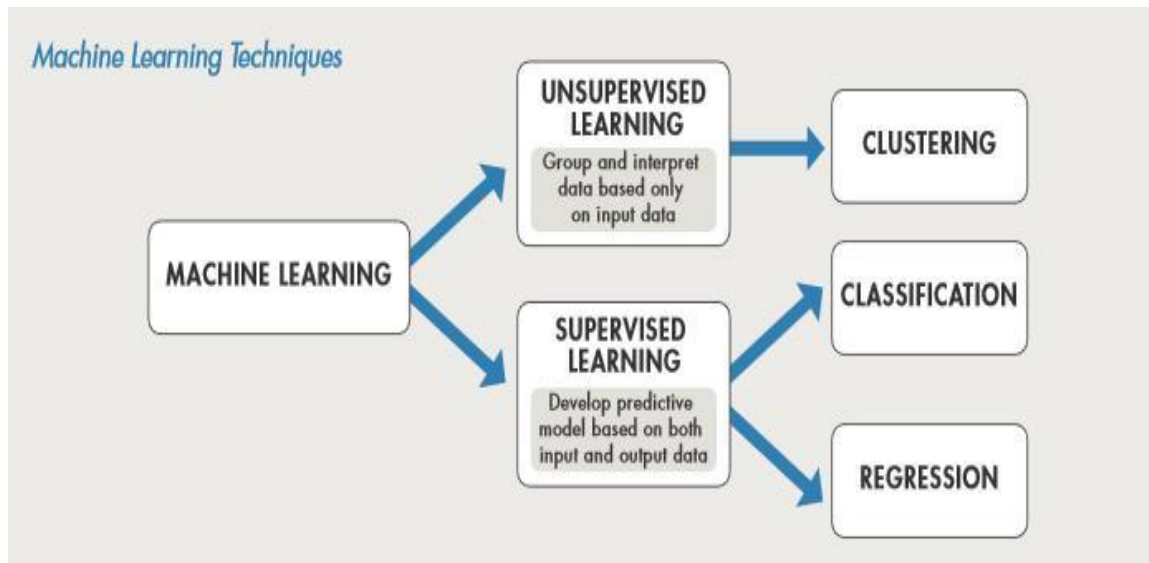 Machine Learning Techniques
MACHINE LEARNING
UNSUPERVISED
LEARNING
Group and interpret
data based only
on input data
CLUSTERING
SUPERVISED
LEARNING
Develop predictive
model based on both
input and output data
CLASSIFICATION
REGRESSION